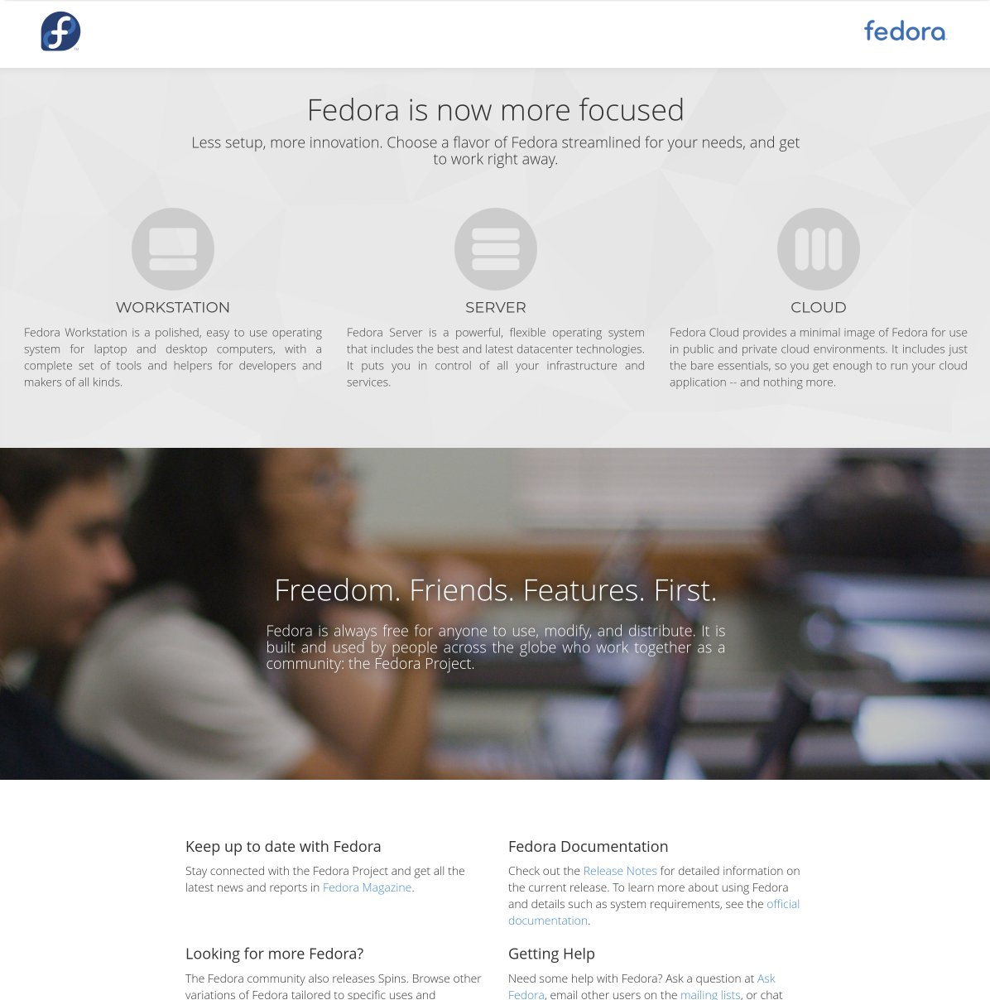 fedora
Fedora is now more focused
Less setup, more innovation. Choose a flavor of Fedora streamlined for your needs, and get
to work right away.
WORKSTATION
Fedora Workstation is a polished, easy to use operating
system for laptop and desktop computers, with a
complete set of tools and helpers for developers and
makers of all kinds.
SERVER
Fedora Server is a powerful, flexible operating system
that includes the best and latest datacenter technologies.
It puts you in control of all your infrastructure and
services.
CLOUD
Fedora Cloud provides a minimal image of Fedora for use
in public and private cloud environments. It includes just
the bare essentials, so you get enough to run your cloud
application -- and nothing more.
Freedom. Friends. Features. First.
Fedora is always free for anyone to use, modify, and distribute. It is
built and used by people across the globe who work together as a
community: the Fedora Project.
Keep up to date with Fedora
Stay connected with the Fedora Project and get all the
latest news and reports in Fedora Magazine.
Fedora Documentation
Check out the Release Notes for detailed information on
the current release. To learn more about using Fedora
and details such as system requirements, see the official
documentation.
Looking for more Fedora?
The Fedora community also releases Spins. Browse other
variations of Fedora tailored to specific uses and
Getting Help
Need some help with Fedora? Ask a question at Ask
Fedora, email other users on the mailing lists, or chat